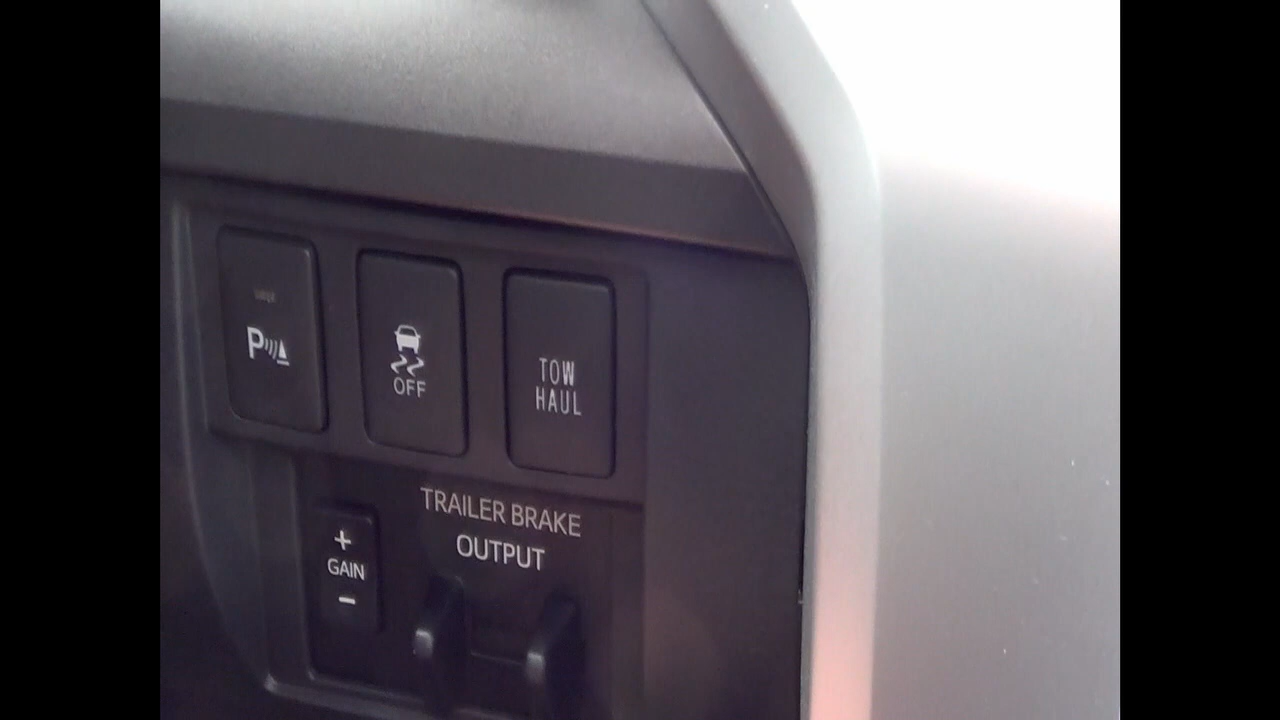 P
OFF
TOW
HAUL
TRAILER BRAKE
OUTPUT
+
GAIN
-